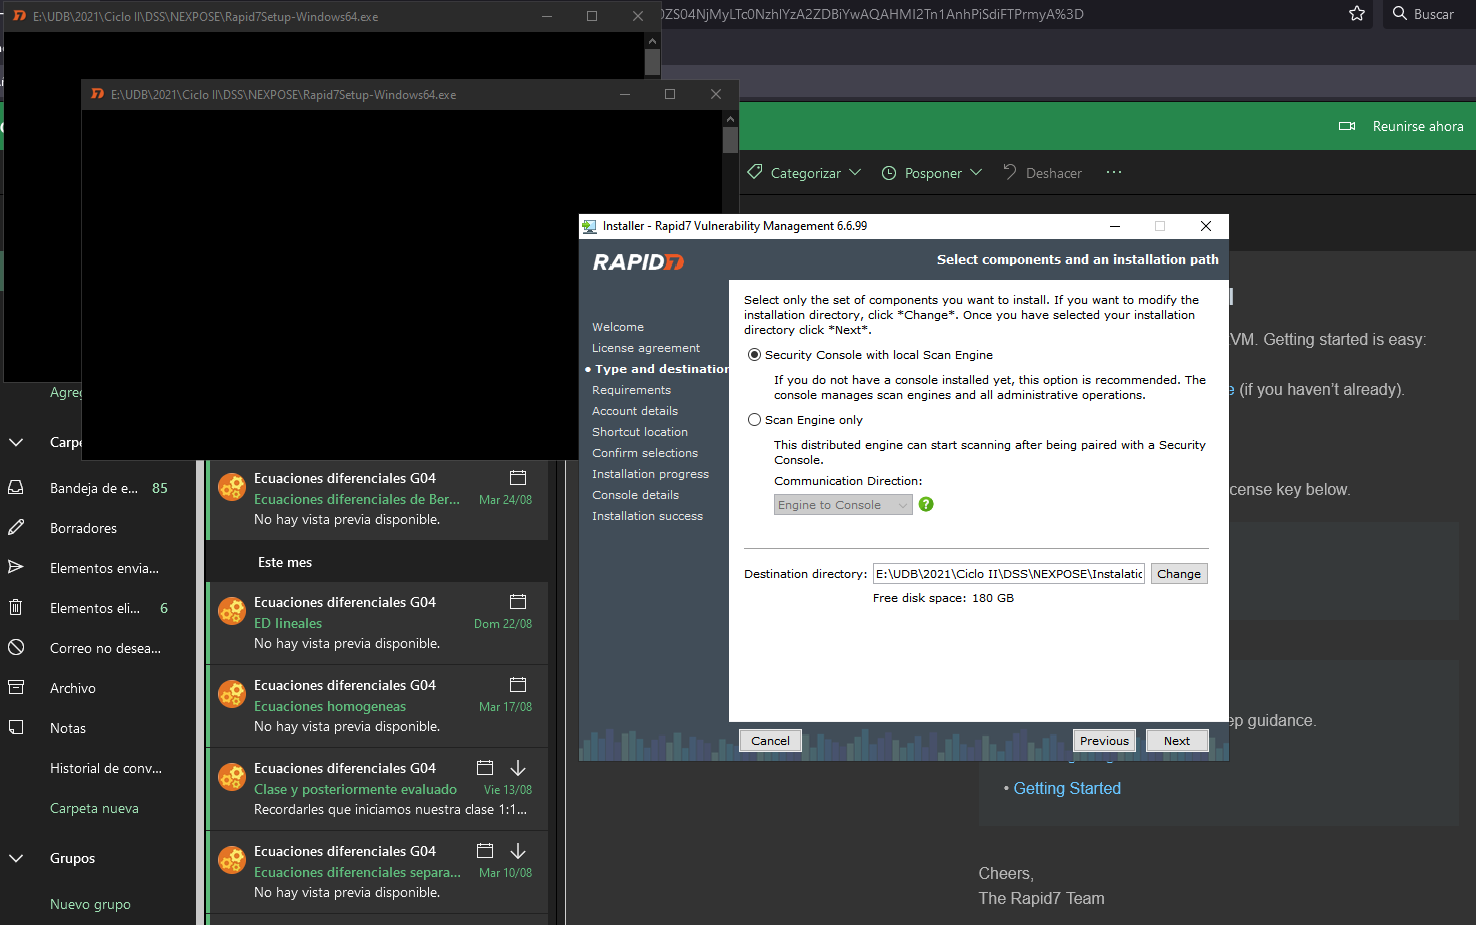 E:\UDB\2021\Ciclo II\DSS\NEXPOSE\Rapid7Setup-Windows64.exe
Buscar
E:\UDB\2021\Ciclo II\DSS\NEXPOSE\Rapid7Setup-Windows64.exe
Reunirse ahora
Categorizar
Posponer
Deshacer
...
Installer - Rapid7 Vulnerability Management 6.6.99
RAPID7
Select components and an installation path
Welcome
License agreement
• Type and destination
Requirements
Account details
Shortcut location
Confirm selections
Installation progress
Console details
Installation success
Select only the set of components you want to install. If you want to modify the
installation directory, click *Change*. Once you have selected your installation
directory click *Next*.
Security Console with local Scan Engine
If you do not have a console installed yet, this option is recommended. The
console manages scan engines and all administrative operations.
Scan Engine only
This distributed engine can start scanning after being paired with a Security
Console.
Communication Direction:
Engine to Console
?
Destination directory: E:\UDB\2021\Ciclo II\DSS\NEXPOSE\Instalatic
Change
Free disk space: 180 GB
Cancel
Previous
Next
VM. Getting started is easy:
e (if you haven't already).
cense key below.
ep guidance.
• Getting Started
Cheers,
The Rapid7 Team
Agreg
Carpe
Bandeja de e... 85
Borradores
Elementos envia...
Elementos eli... 6
Correo no desea...
Archivo
Notas
Historial de conv...
Carpeta nueva
Grupos
Nuevo grupo
Ecuaciones diferenciales G04
Ecuaciones diferenciales de Ber... Mar 24/08
No hay vista previa disponible.
Este mes
Ecuaciones diferenciales G04
ED lineales Dom 22/08
No hay vista previa disponible.
Ecuaciones diferenciales G04
Ecuaciones homogeneas Mar 17/08
No hay vista previa disponible.
Ecuaciones diferenciales G04
Clase y posteriormente evaluado Vie 13/08
Recordarles que iniciamos nuestra clase 1:1...
Ecuaciones diferenciales G04
Ecuaciones diferenciales separa... Mar 10/08
No hay vista previa disponible.